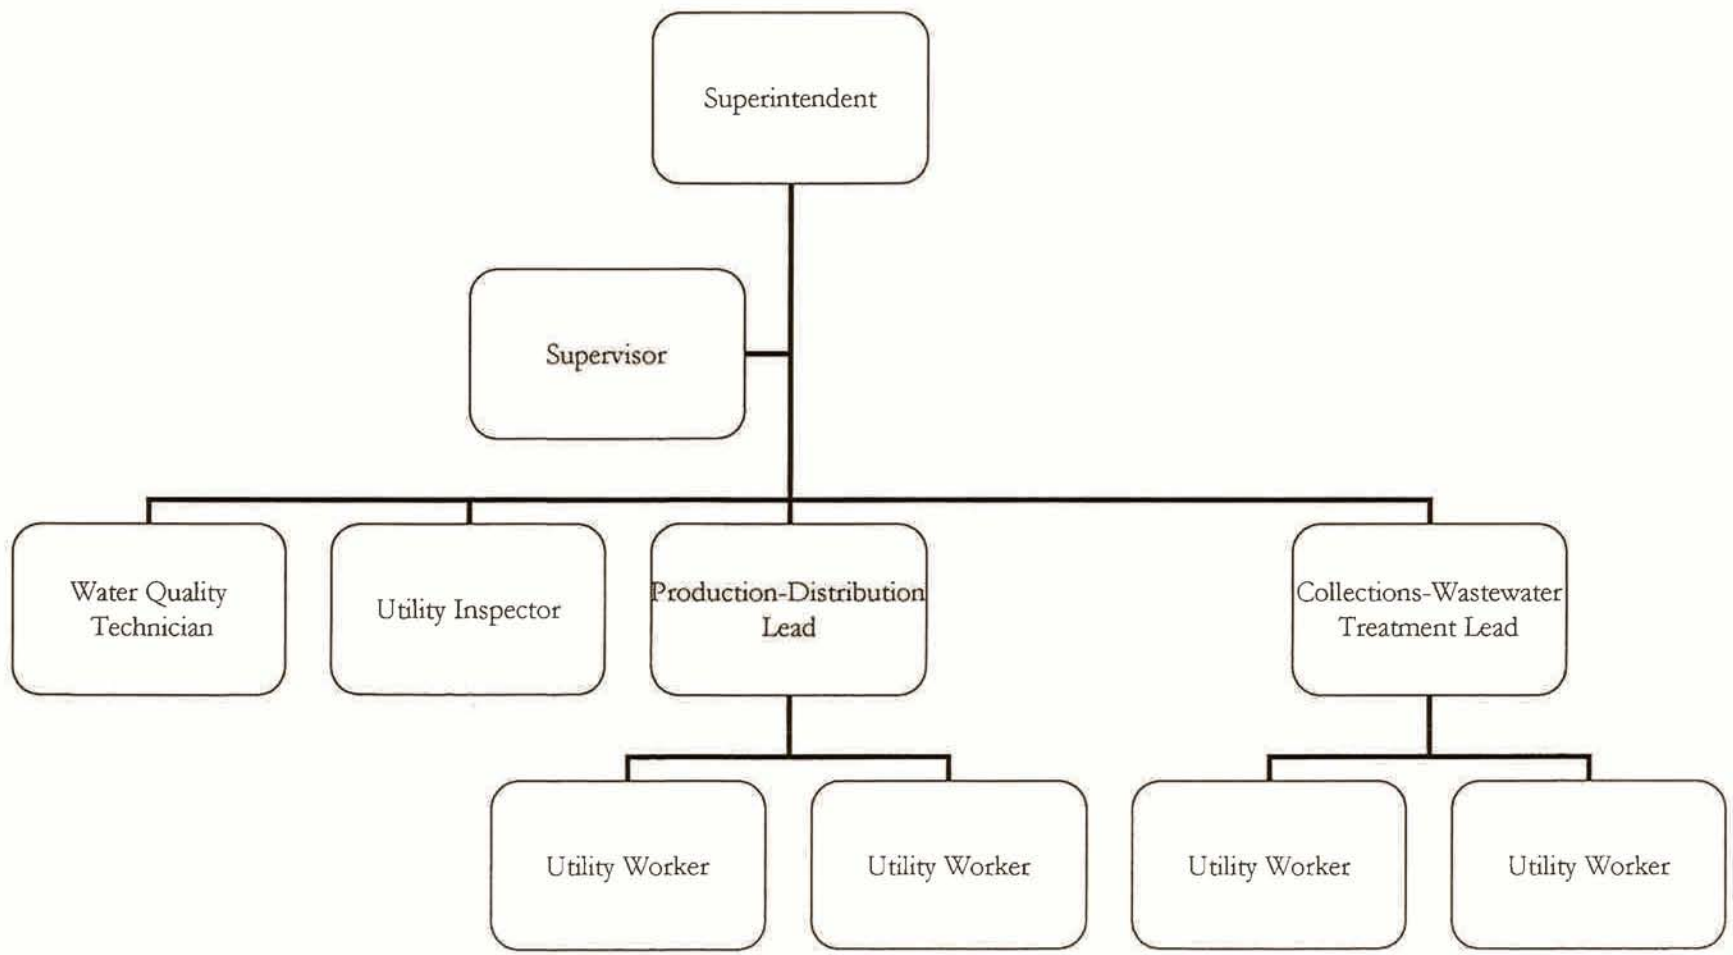 Superintendent
Supervisor
Water Quality
Technician
Utility Inspector
Production-Distribution
Lead
Collections-Wastewater
Treatment Lead
Utility Worker
Utility Worker
Utility Worker
Utility Worker